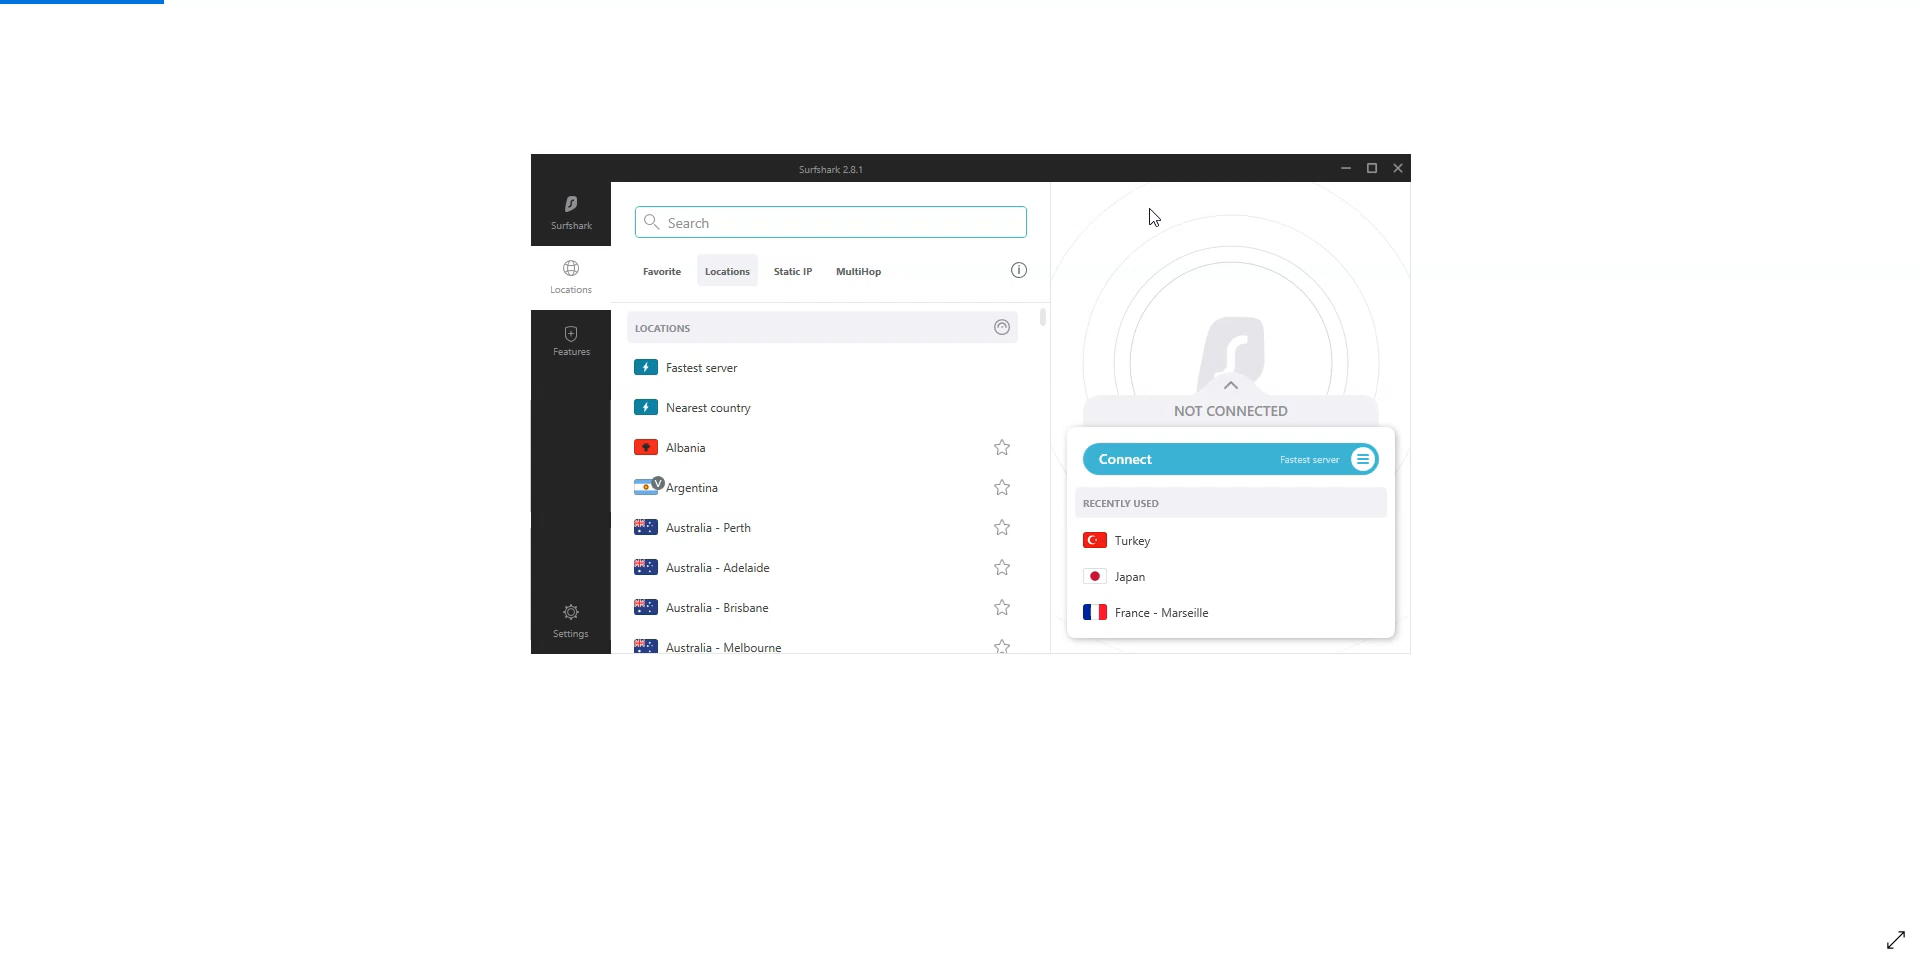 Surfshark 2.8.1
Surfshark
Locations
Features
Settings
Search
Favorite Locations Static IP MultiHop
LOCATIONS
Fastest server
Nearest country
Albania
V Argentina
Australia - Perth
Australia - Adelaide
Australia - Brisbane
Australia - Melbourne
NOT CONNECTED
Connect Fastest server
RECENTLY USED
Turkey
Japan
France - Marseille